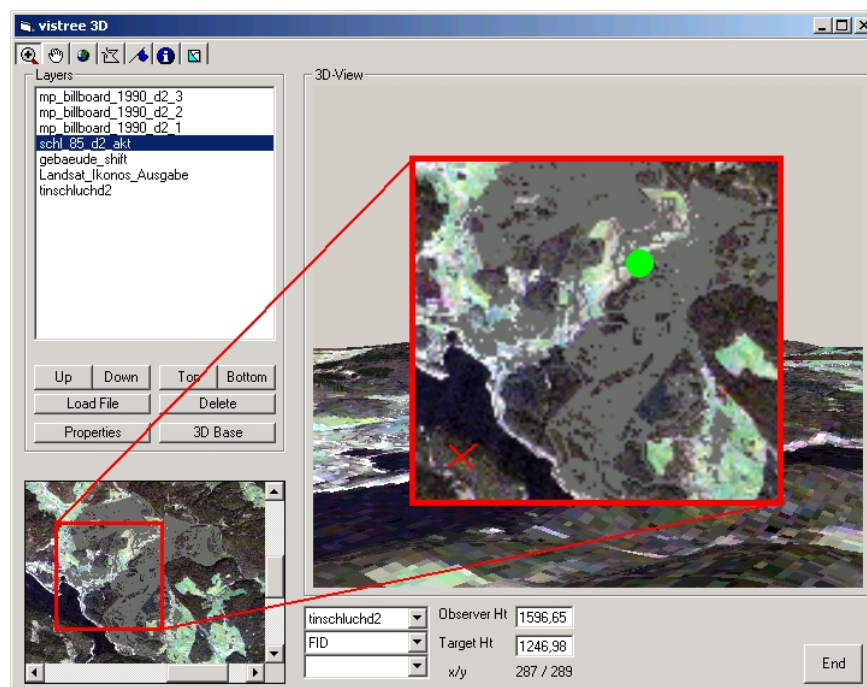 vistree 3D
Layers
mp_billboard_1990_d2_3
mp_billboard_1990_d2_2
mp_billboard_1990_d2_1
schl_85_d2_akt
gebaeude_shift
Landsat_Ikonos_Ausgabe
tinschluchd2
Up Down Top Bottom
Load File Delete
Properties 3D Base
3D-View
tinschluchd2 Observer Ht 1596,65
FID Target Ht 1246,98
x/y 287 / 289
End